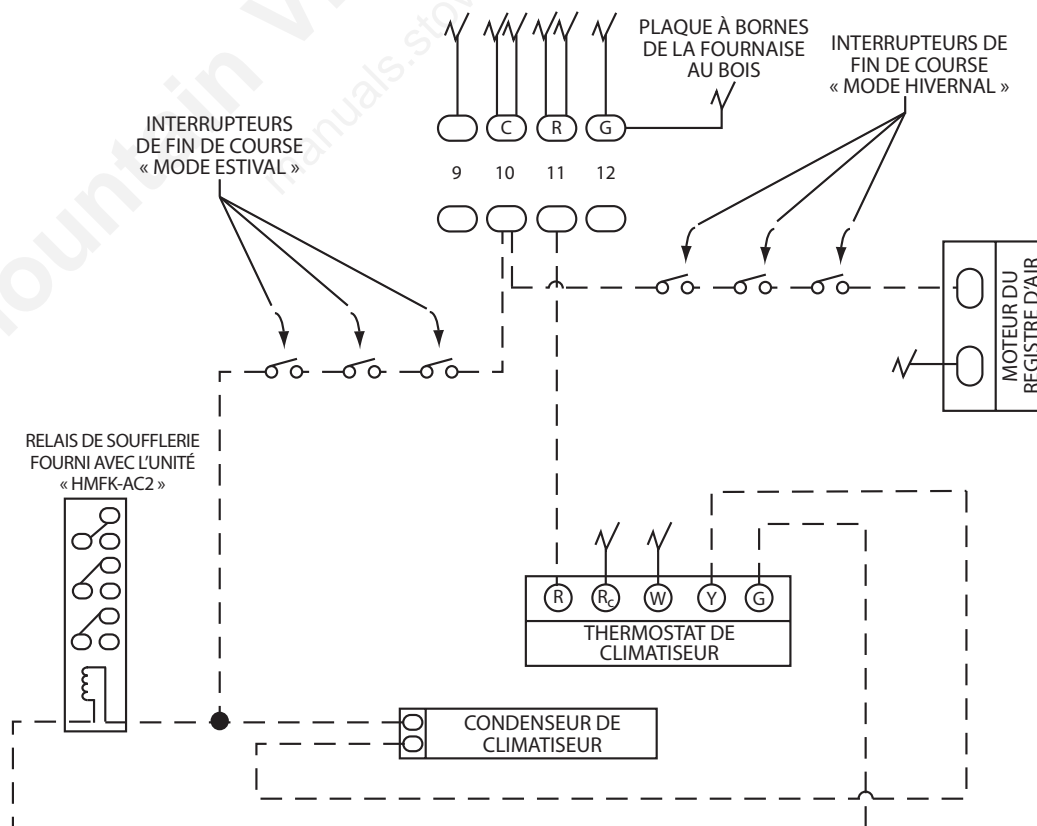 PLAQUE À BORNES
DE LA FOURNAISE
AU BOIS
INTERRUPTEURS DE
FIN DE COURSE
« MODE HIVERNAL »
INTERRUPTEURS
DE FIN DE COURSE
« MODE ESTIVAL »
C
R
G
9
10
11
12
MOTEUR DU
REGISTRE D'AIR
RELAIS DE SOUFFLERIE
FOURNI AVEC L'UNITÉ
« HMFK-AC2 »
R
Rc
W
Y
G
THERMOSTAT DE
CLIMATISEUR
CONDENSEUR DE
CLIMATISEUR